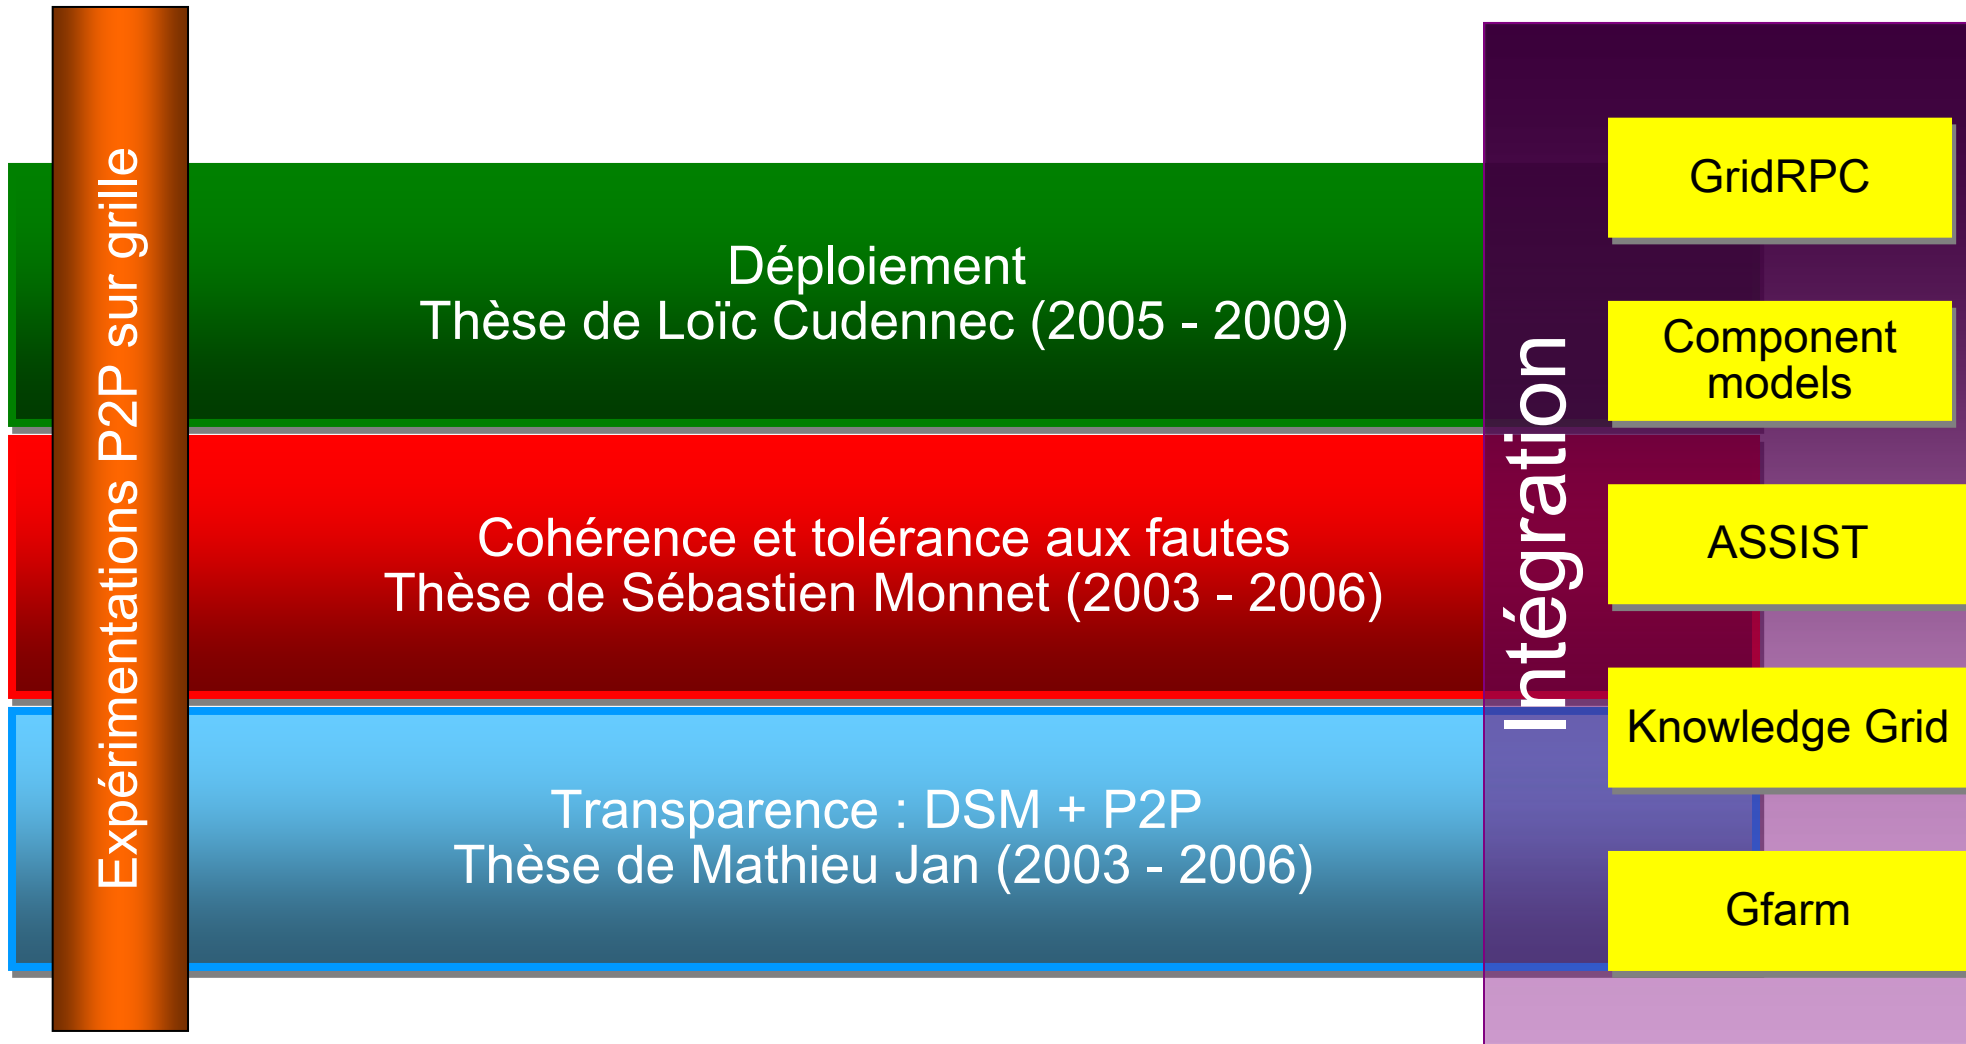 Expérimentations P2P sur grille
Déploiement
Thèse de Loïc Cudennec (2005 - 2009)
Cohérence et tolérance aux fautes
Thèse de Sébastien Monnet (2003 - 2006)
Transparence : DSM + P2P
Thèse de Mathieu Jan (2003 - 2006)
Intégration
GridRPC
Component
models
ASSIST
Knowledge Grid
Gfarm